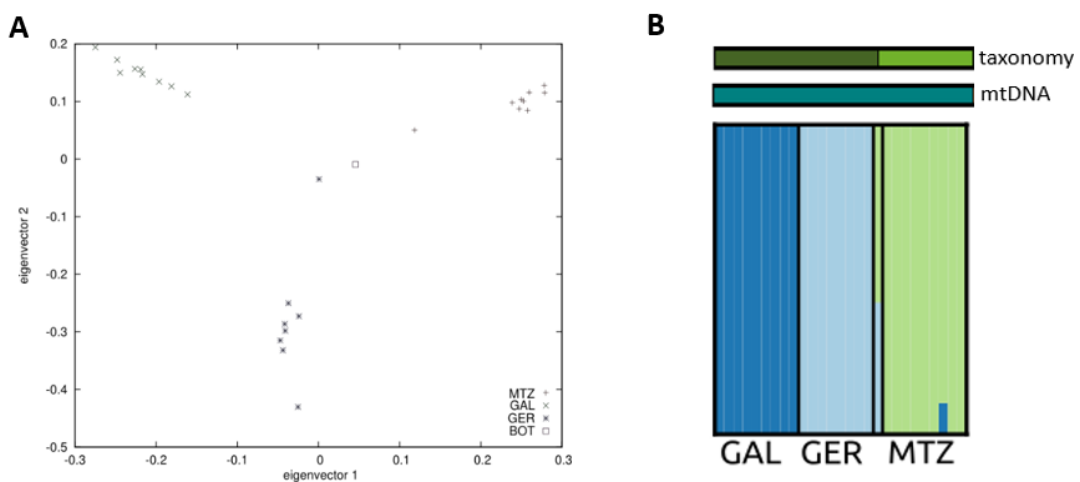 A
0.2
0.1
0
-0.1
-0.2
-0.3
-0.4
-0.5
eigenvector 2
-0.3
-0.2
-0.1
0
0.1
0.2
0.3
eigenvector 1
MTZ
GAL
GER
BOT
B
taxonomy
mtDNA
GAL GER MTZ